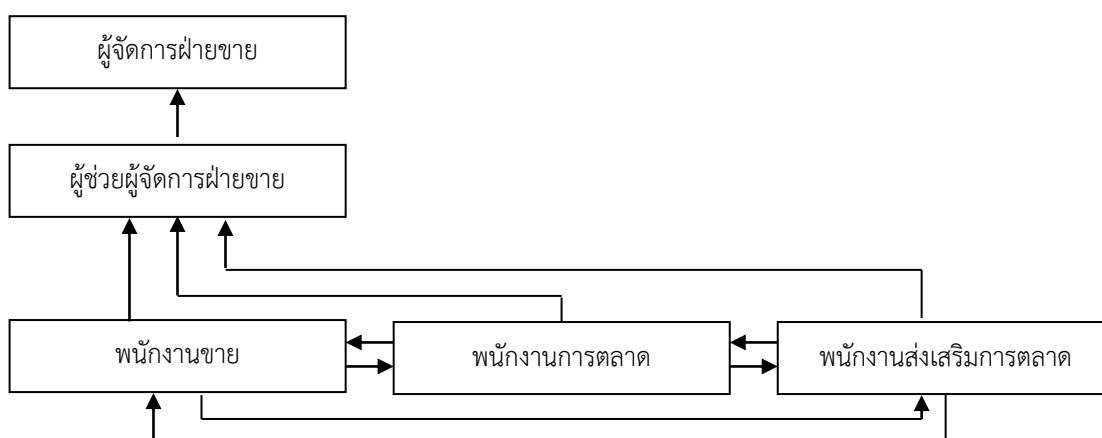 ผู้จัดการฝ่ายขาย
ผู้ช่วยผู้จัดการฝ่ายขาย
พนักงานขาย
พนักงานการตลาด
พนักงานส่งเสริมการตลาด